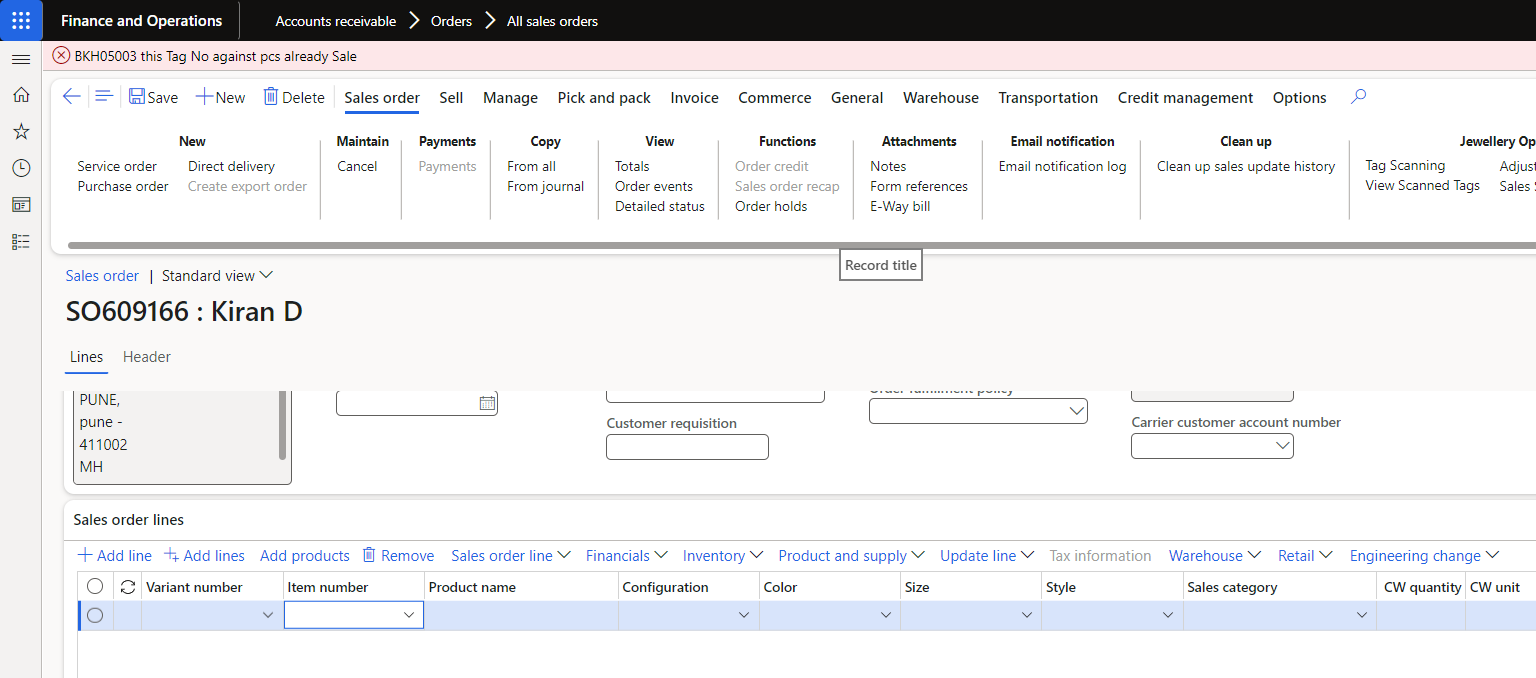 Finance and Operations
Accounts receivable Orders All sales orders
BKH05003 this Tag No against pcs already Sale
Save New Delete Sales order Sell Manage Pick and pack Invoice Commerce General Warehouse Transportation Credit management Options
New Maintain Payments Copy View Functions Attachments Email notification Clean up Jewellery Op
Service order Direct delivery Cancel Payments From all Totals Order credit Notes Email notification log Clean up sales update history Tag Scanning Adjust
Purchase order Create export order From journal Order events Sales order recap Form references View Scanned Tags Sales
Detailed status Order holds E-Way bill
Record title
Sales order | Standard view
SO609166 : Kiran D
Lines Header
Order fulfillment policy
PUNE,
pune -
411002
MH
Customer requisition
Carrier customer account number
Sales order lines
Add line Add lines Add products Remove Sales order line Financials Inventory Product and supply Update line Tax information Warehouse Retail Engineering change
Variant number Item number Product name Configuration Color Size Style Sales category CW quantity CW unit